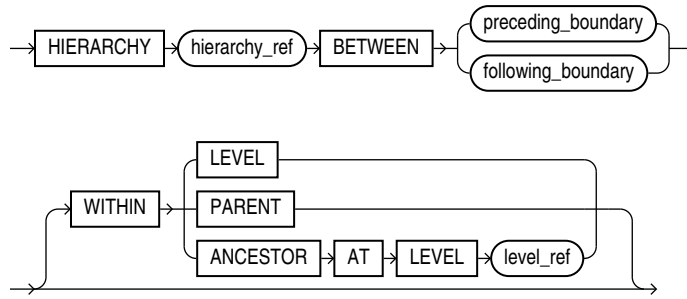 preceding_boundary
HIERARCHY hierarchy_ref BETWEEN
following_boundary
LEVEL
WITHIN PARENT
ANCESTOR AT LEVEL level_ref